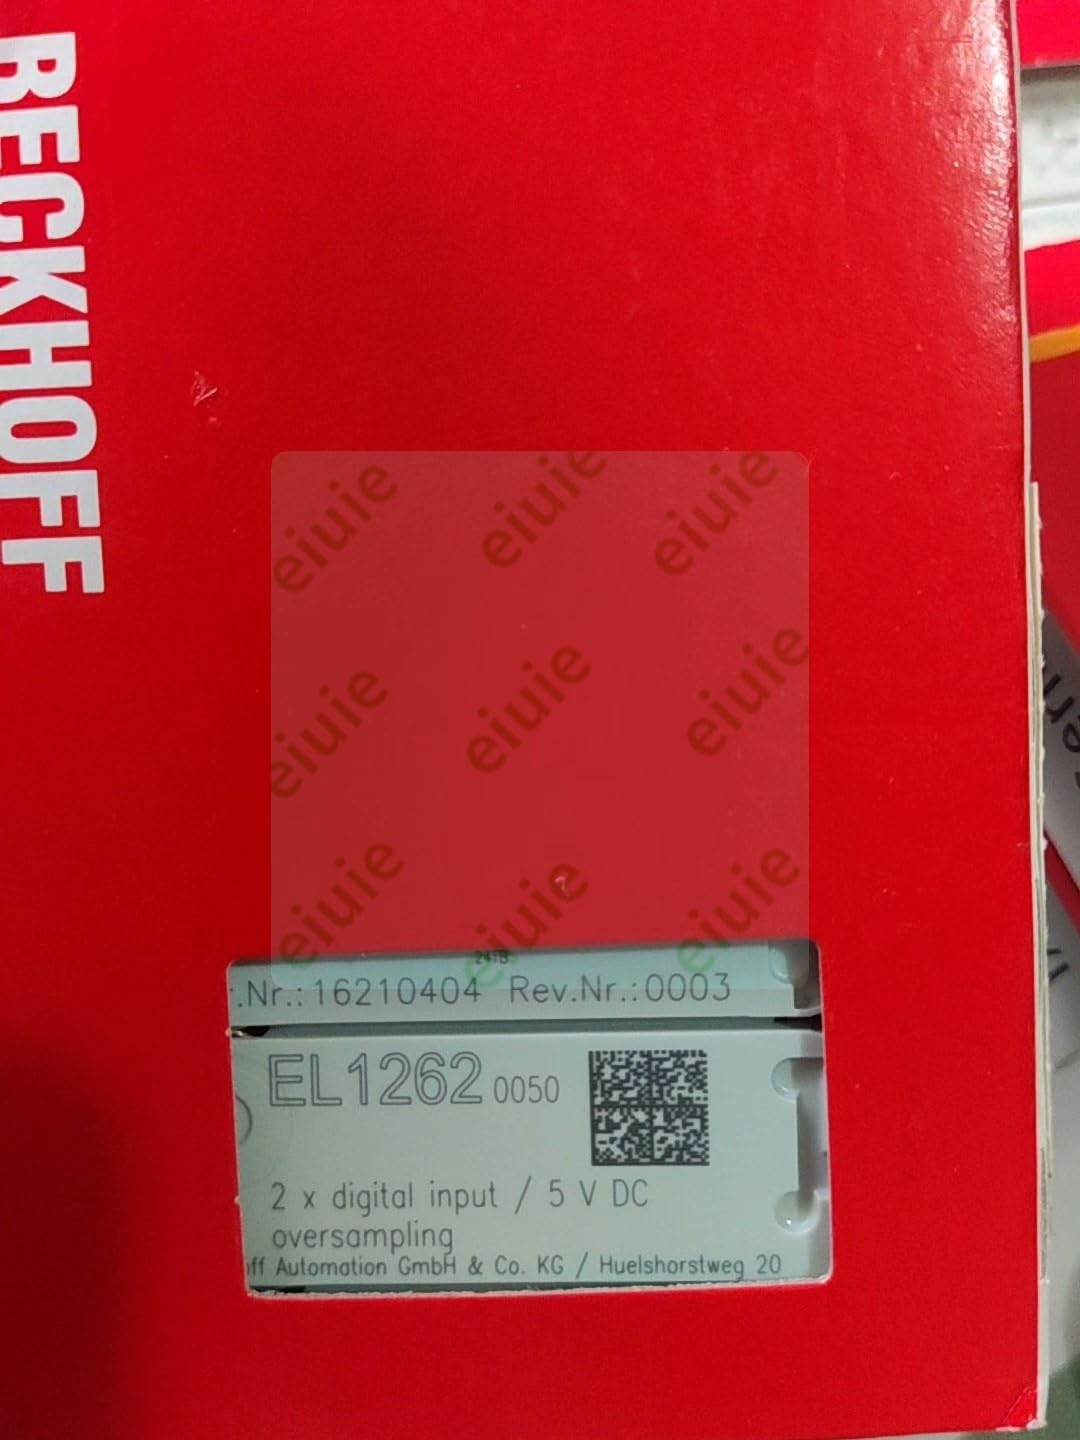 BECKHOFF
eiuie eiuie eiuie
eiuie eiuie eiuie
eiuie eiuie eiuie
.Nr.:16210404 Rev.Nr.:0003
EL1262 0050
2 x digital input / 5 V DC
oversampling
ff Automation GmbH & Co. KG / Huelshorstweg 20